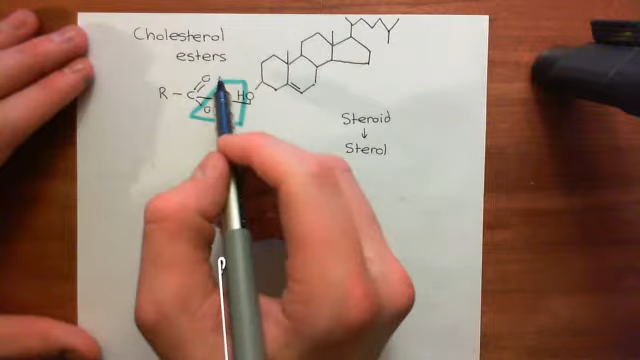 Cholesterol
esters
O
R - C
HO
O
Steroid
↓
Sterol